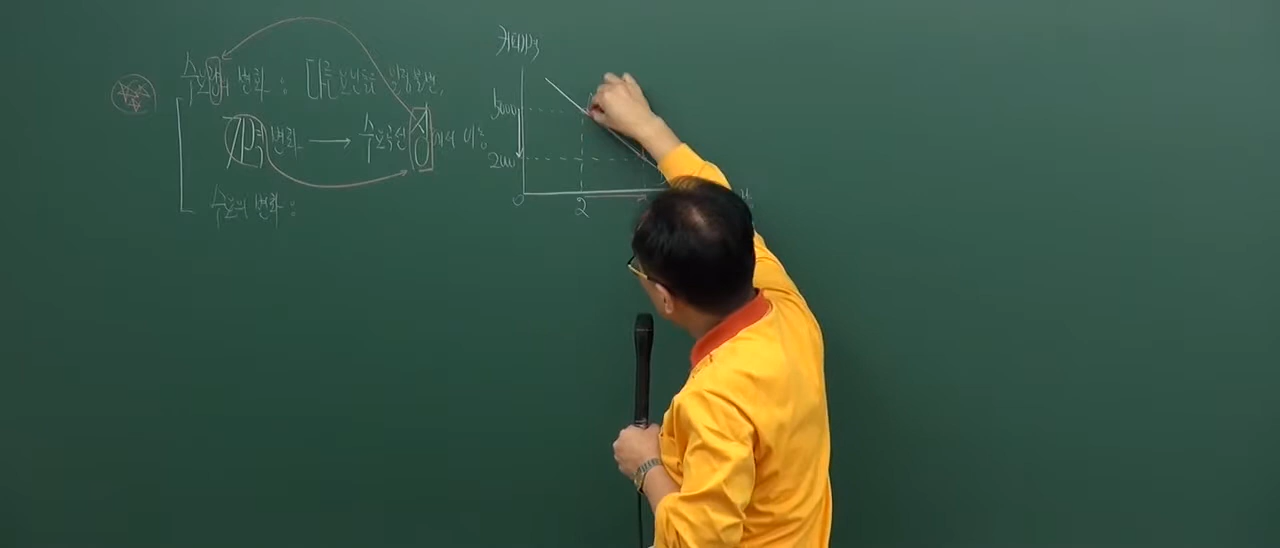 수요량의 변화 : 다른 조건들은 일정불변,
가격 변화 → 수요곡선 상에서 이동
수요의 변화 :
커피가격
5000
2000
0
2